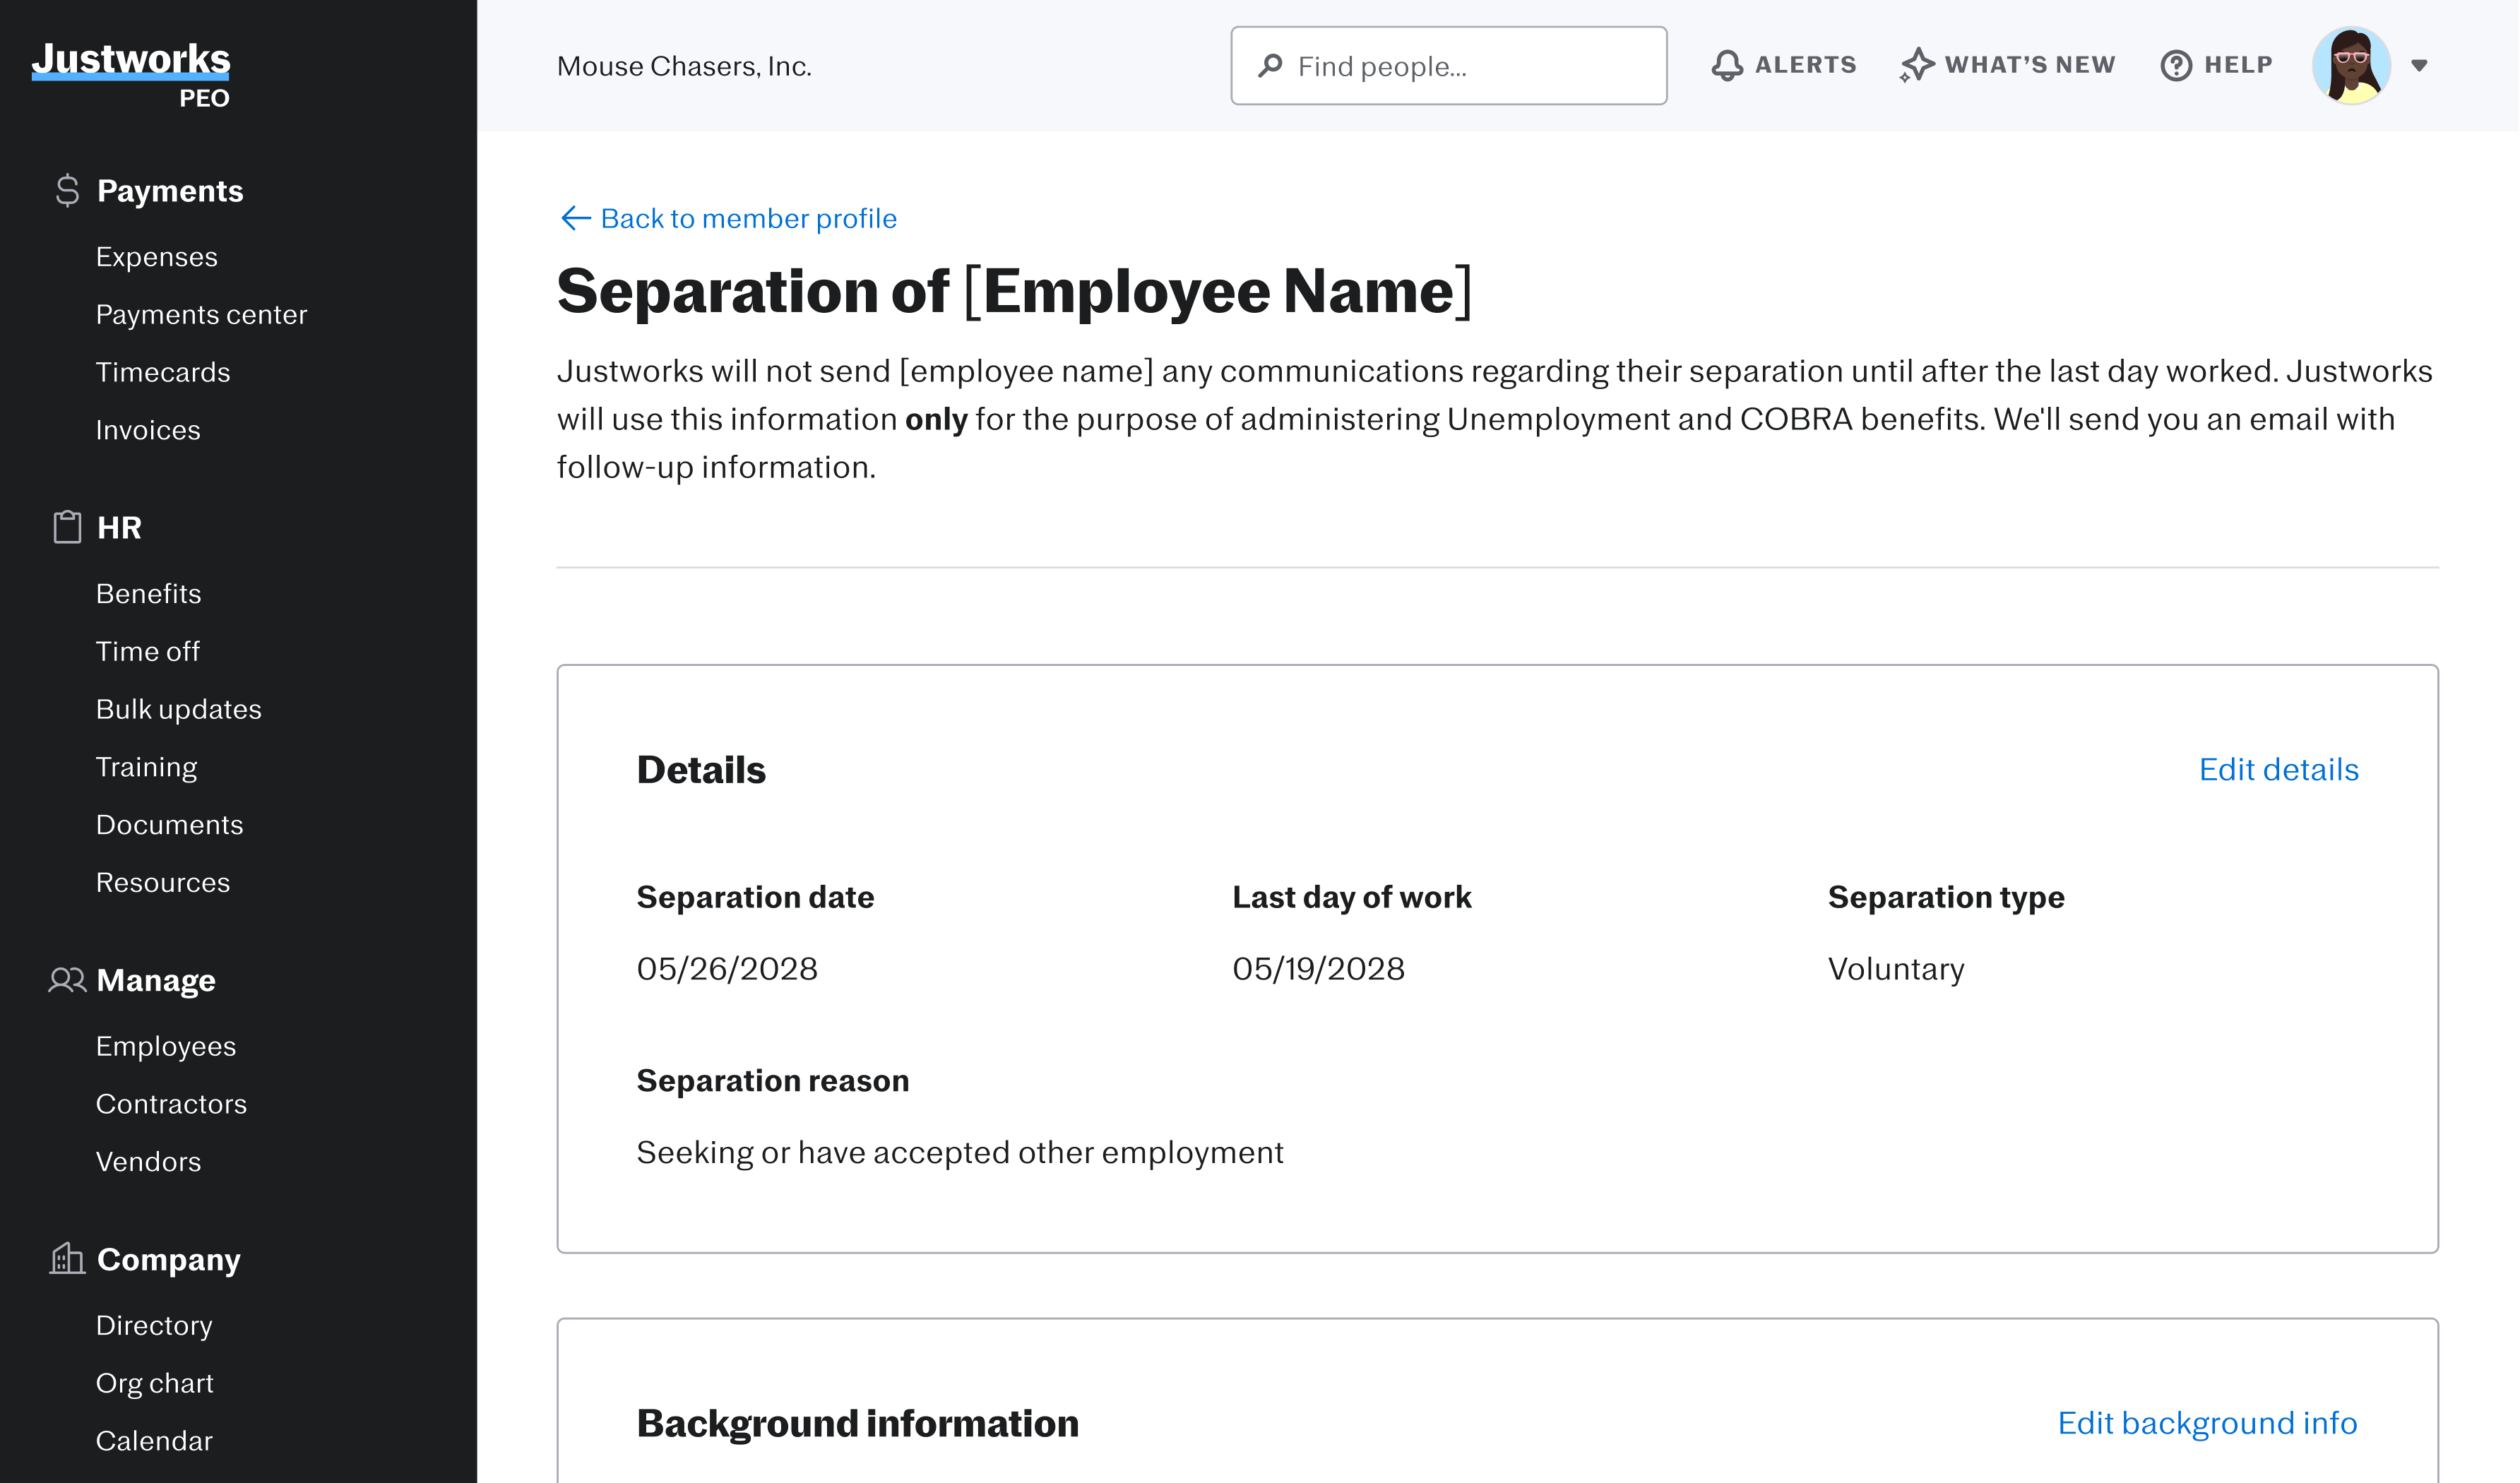 Justworks
PEO
Payments
Expenses
Payments center
Timecards
Invoices
HR
Benefits
Time off
Bulk updates
Training
Documents
Resources
Manage
Employees
Contractors
Vendors
Company
Directory
Org chart
Calendar
Mouse Chasers, Inc.
Find people...
ALERTS
WHAT’S NEW
HELP
Back to member profile
Separation of [Employee Name]
Justworks will not send [employee name] any communications regarding their separation until after the last day worked. Justworks
will use this information only for the purpose of administering Unemployment and COBRA benefits. We'll send you an email with
follow-up information.
Details
Edit details
Separation date
Last day of work
Separation type
05/26/2028
05/19/2028
Voluntary
Separation reason
Seeking or have accepted other employment
Background information
Edit background info